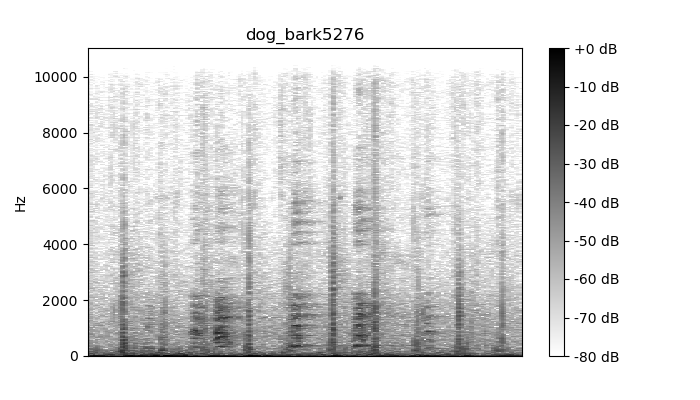 dog_bark5276
Hz
10000
8000
6000
4000
2000
0
+0 dB
-10 dB
-20 dB
-30 dB
-40 dB
-50 dB
-60 dB
-70 dB
-80 dB